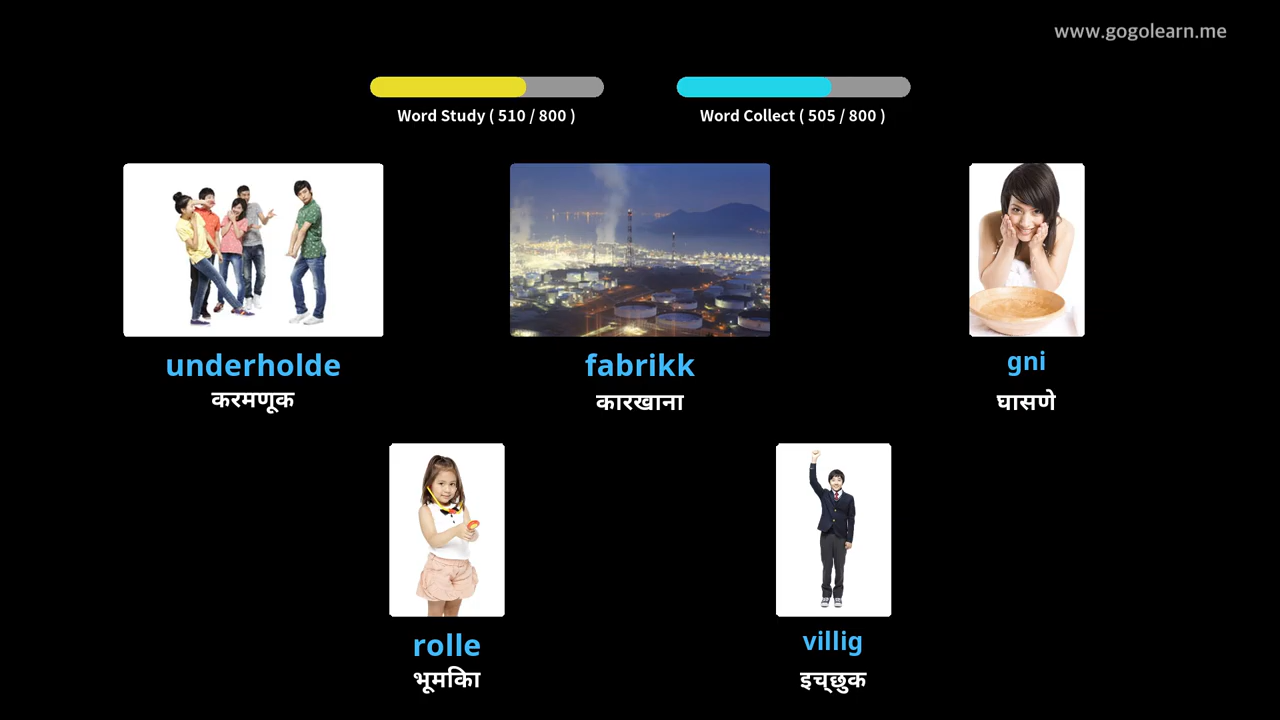 www.gogolearn.me
Word Study ( 510 / 800 )
Word Collect ( 505 / 800 )
underholde
करमणूक
fabrikk
कारखाना
gni
घासणे
rolle
भूमिका
villig
इच्छुक